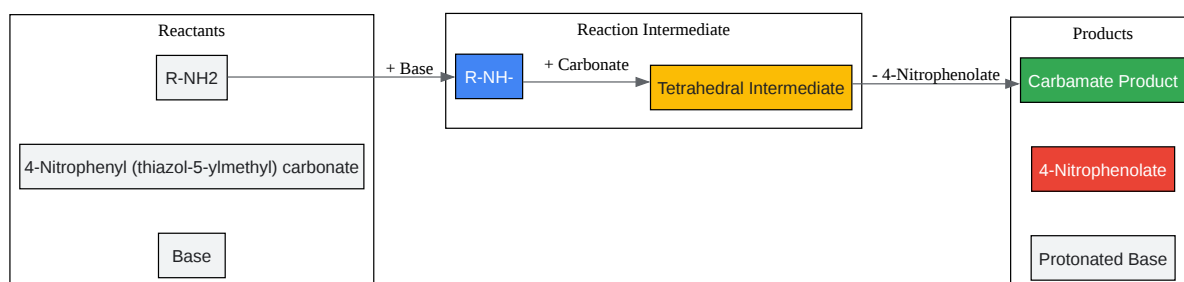 Reactants
R-NH2
4-Nitrophenyl (thiazol-5-ylmethyl) carbonate
Base
+ Base
Reaction Intermediate
R-NH-
+ Carbonate
Tetrahedral Intermediate
- 4-Nitrophenolate
Products
Carbamate Product
4-Nitrophenolate
Protonated Base